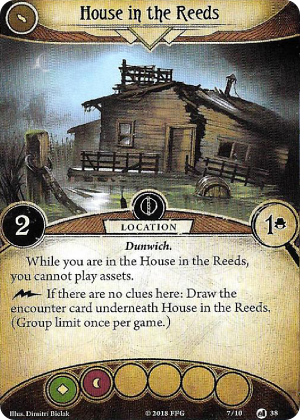 House in the Reeds
2
LOCATION
1
Dunwich.
While you are in the House in the Reeds,
you cannot play assets.
If there are no clues here: Draw the
encounter card underneath House in the Reeds.
(Group limit once per game.)
Illus. Dimitri Bielak
© 2018 FFG
7/10
38